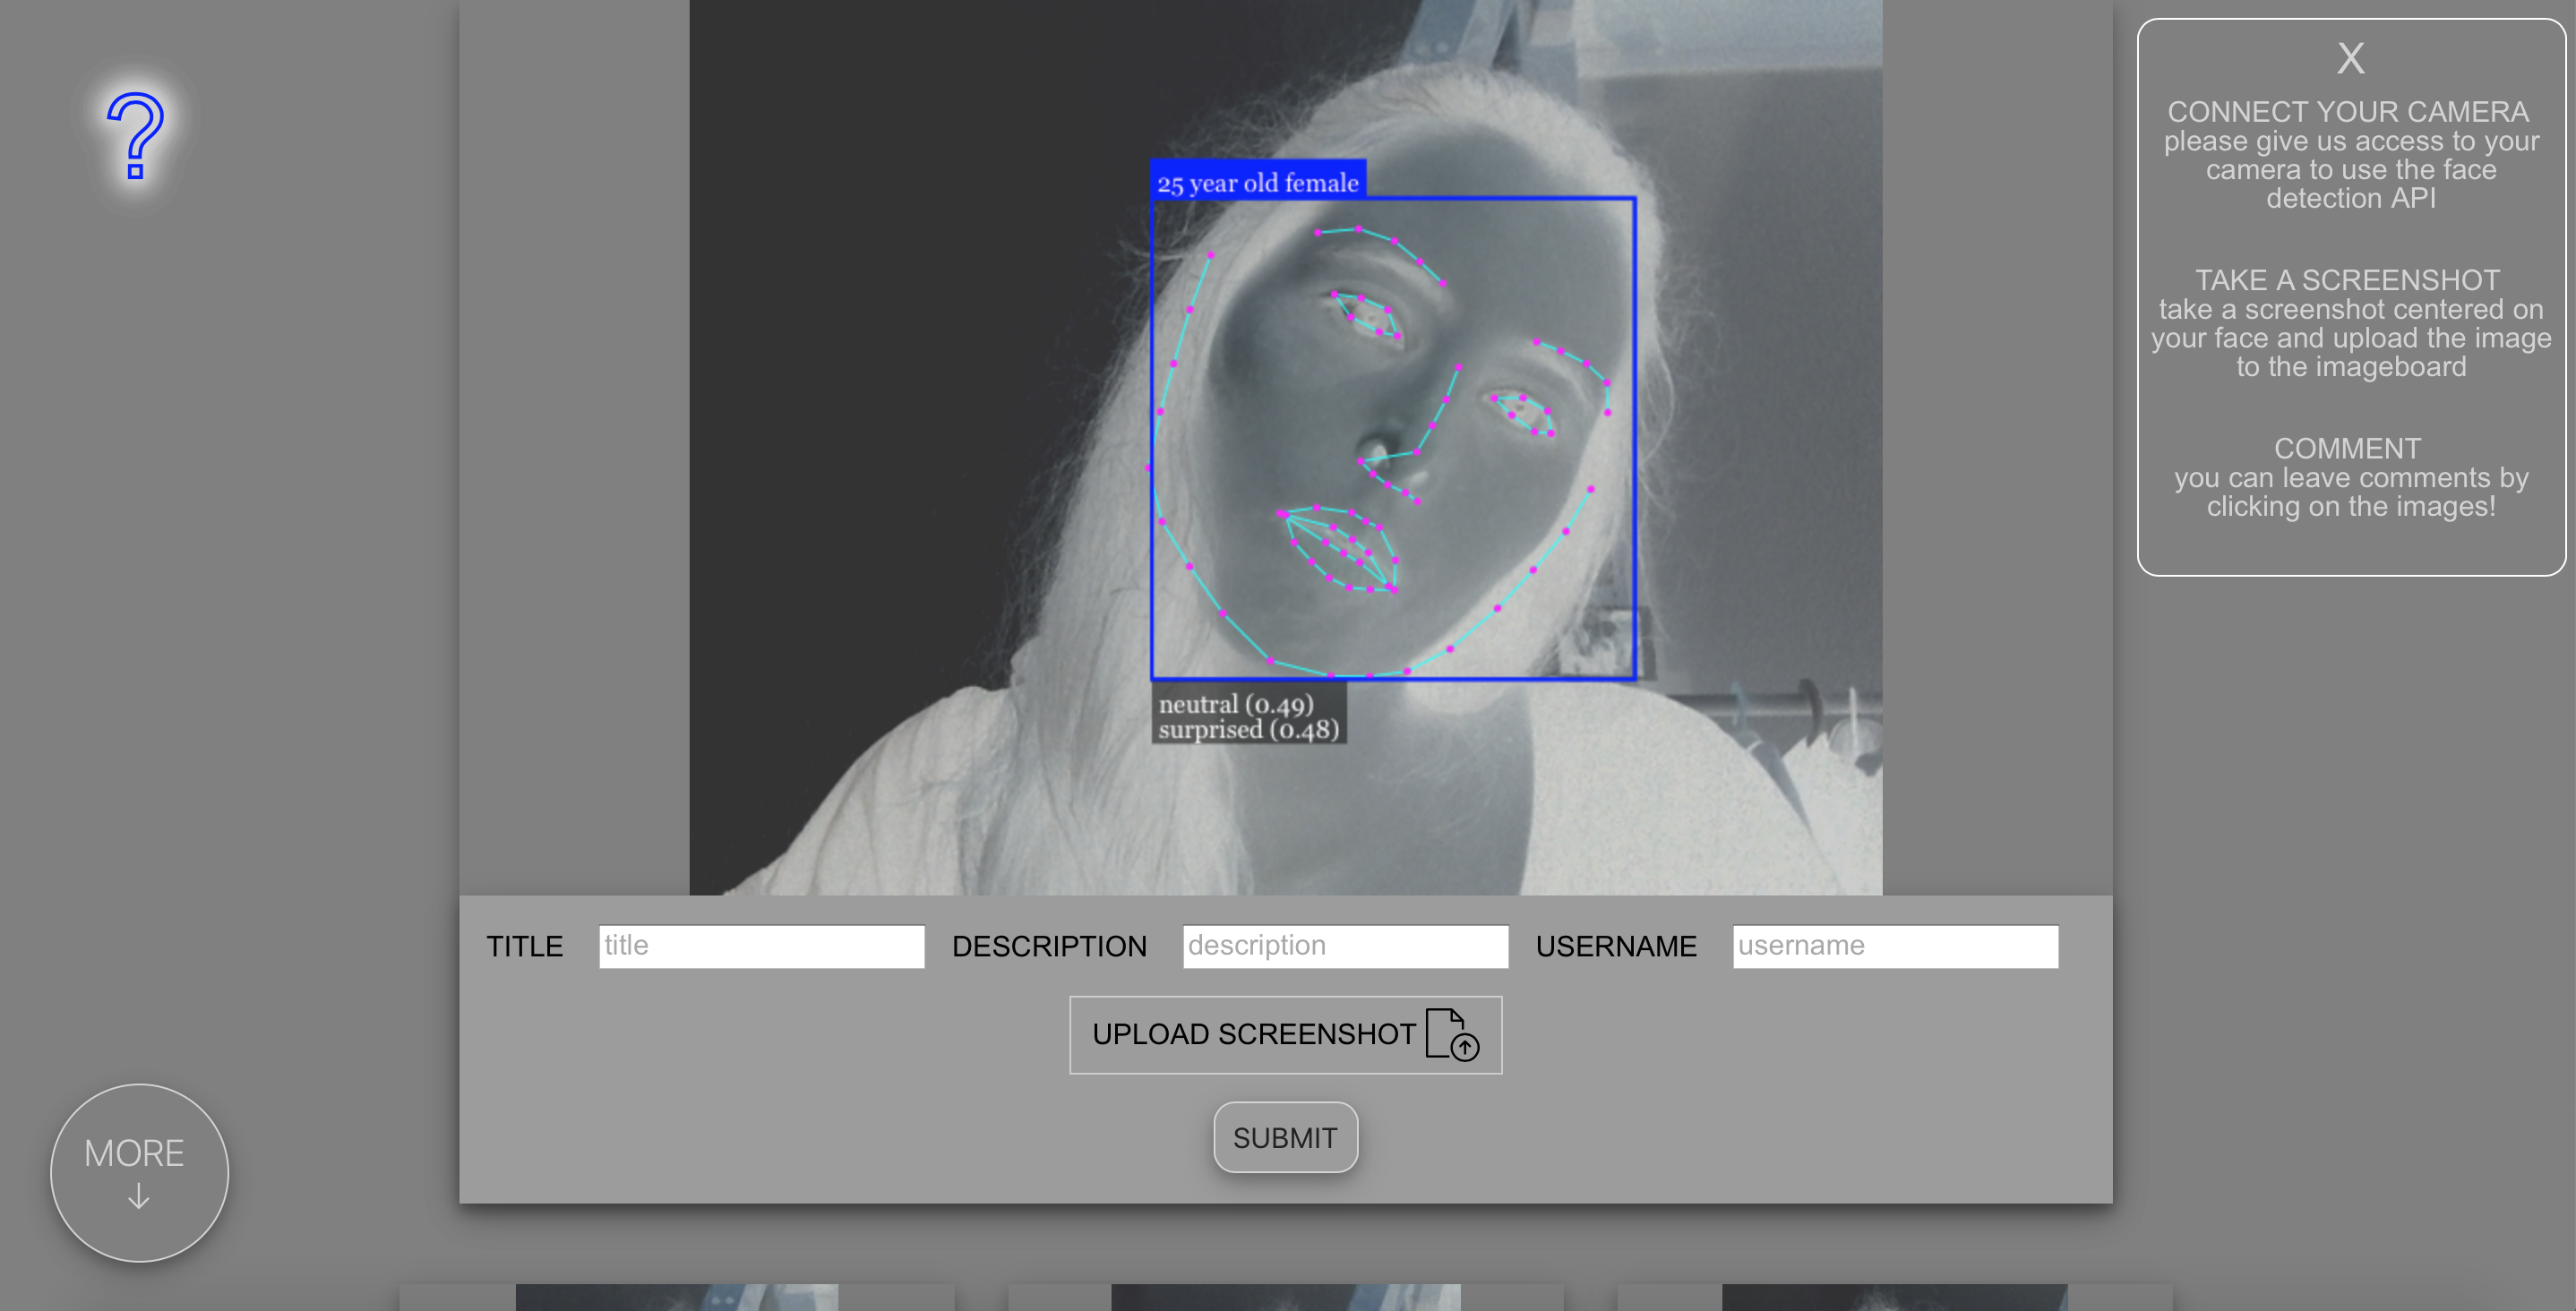 ?
25 year old female
neutral (0.49)
surprised (0.48)
X
CONNECT YOUR CAMERA
please give us access to your
camera to use the face
detection API
TAKE A SCREENSHOT
take a screenshot centered on
your face and upload the image
to the imageboard
COMMENT
you can leave comments by
clicking on the images!
TITLE title DESCRIPTION description USERNAME username
UPLOAD SCREENSHOT
SUBMIT
MORE
↓